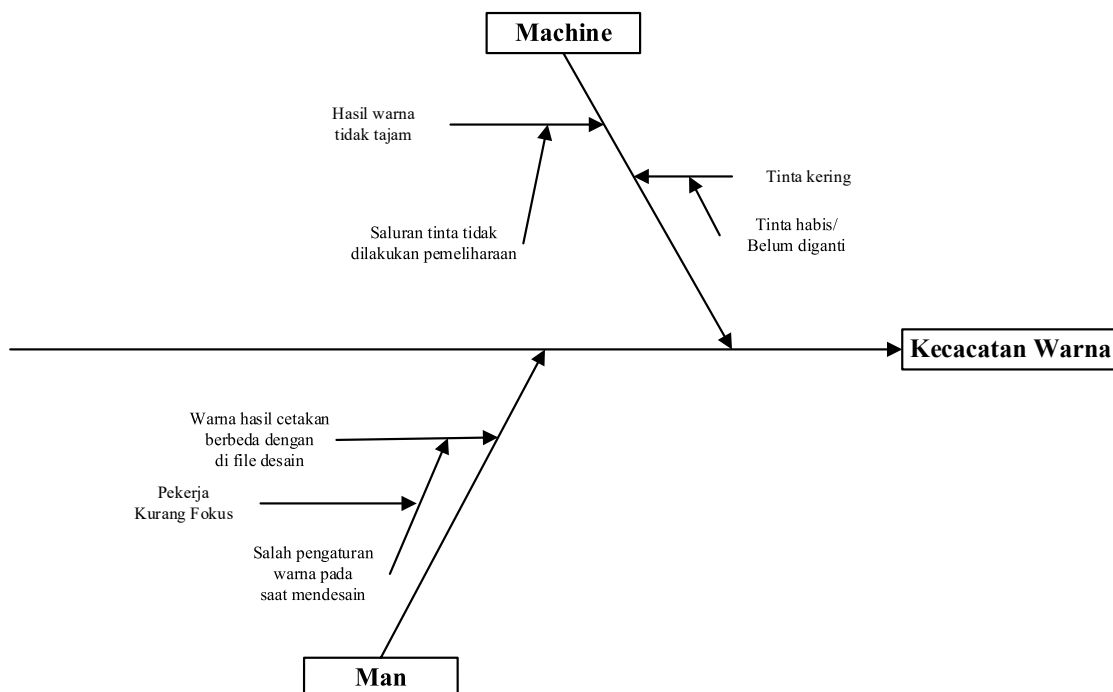 Machine
Hasil warna
tidak tajam
Tinta kering
Saluran tinta tidak
dilakukan pemeliharaan
Tinta habis/
Belum diganti
Kecacatan Warna
Warna hasil cetakan
berbeda dengan
di file desain
Pekerja
Kurang Fokus
Salah pengaturan
warna pada
saat mendesain
Man